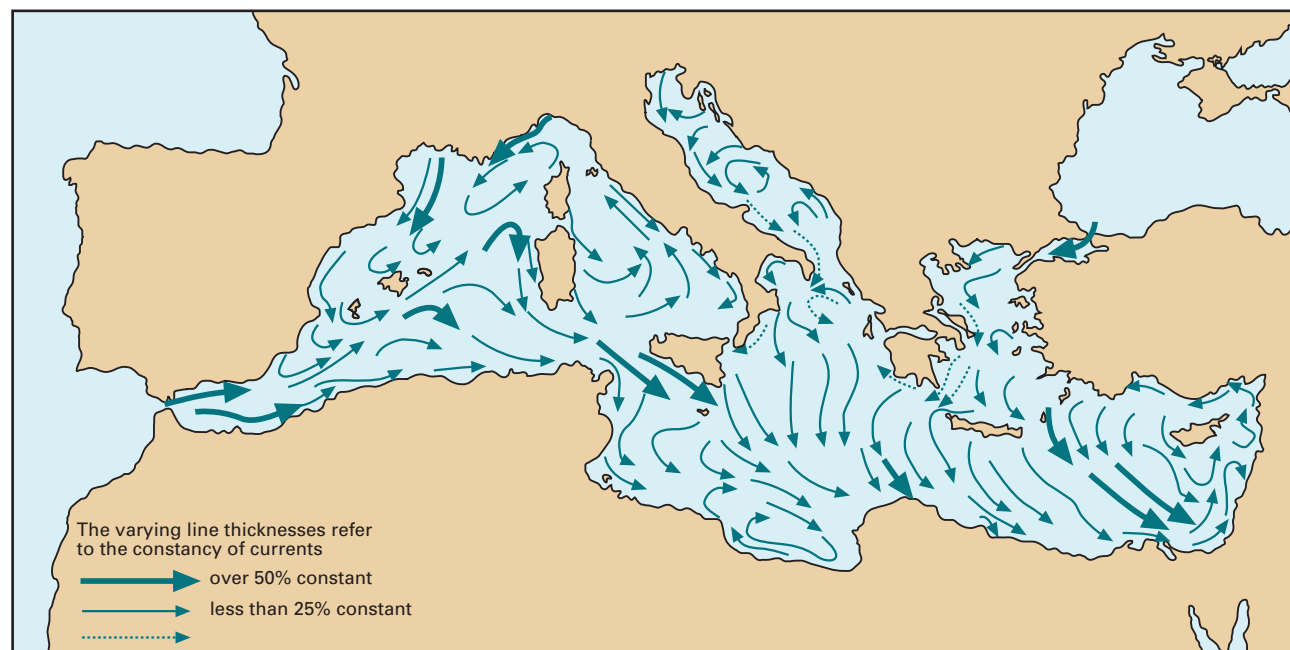 The varying line thicknesses refer
to the constancy of currents
over 50% constant
less than 25% constant